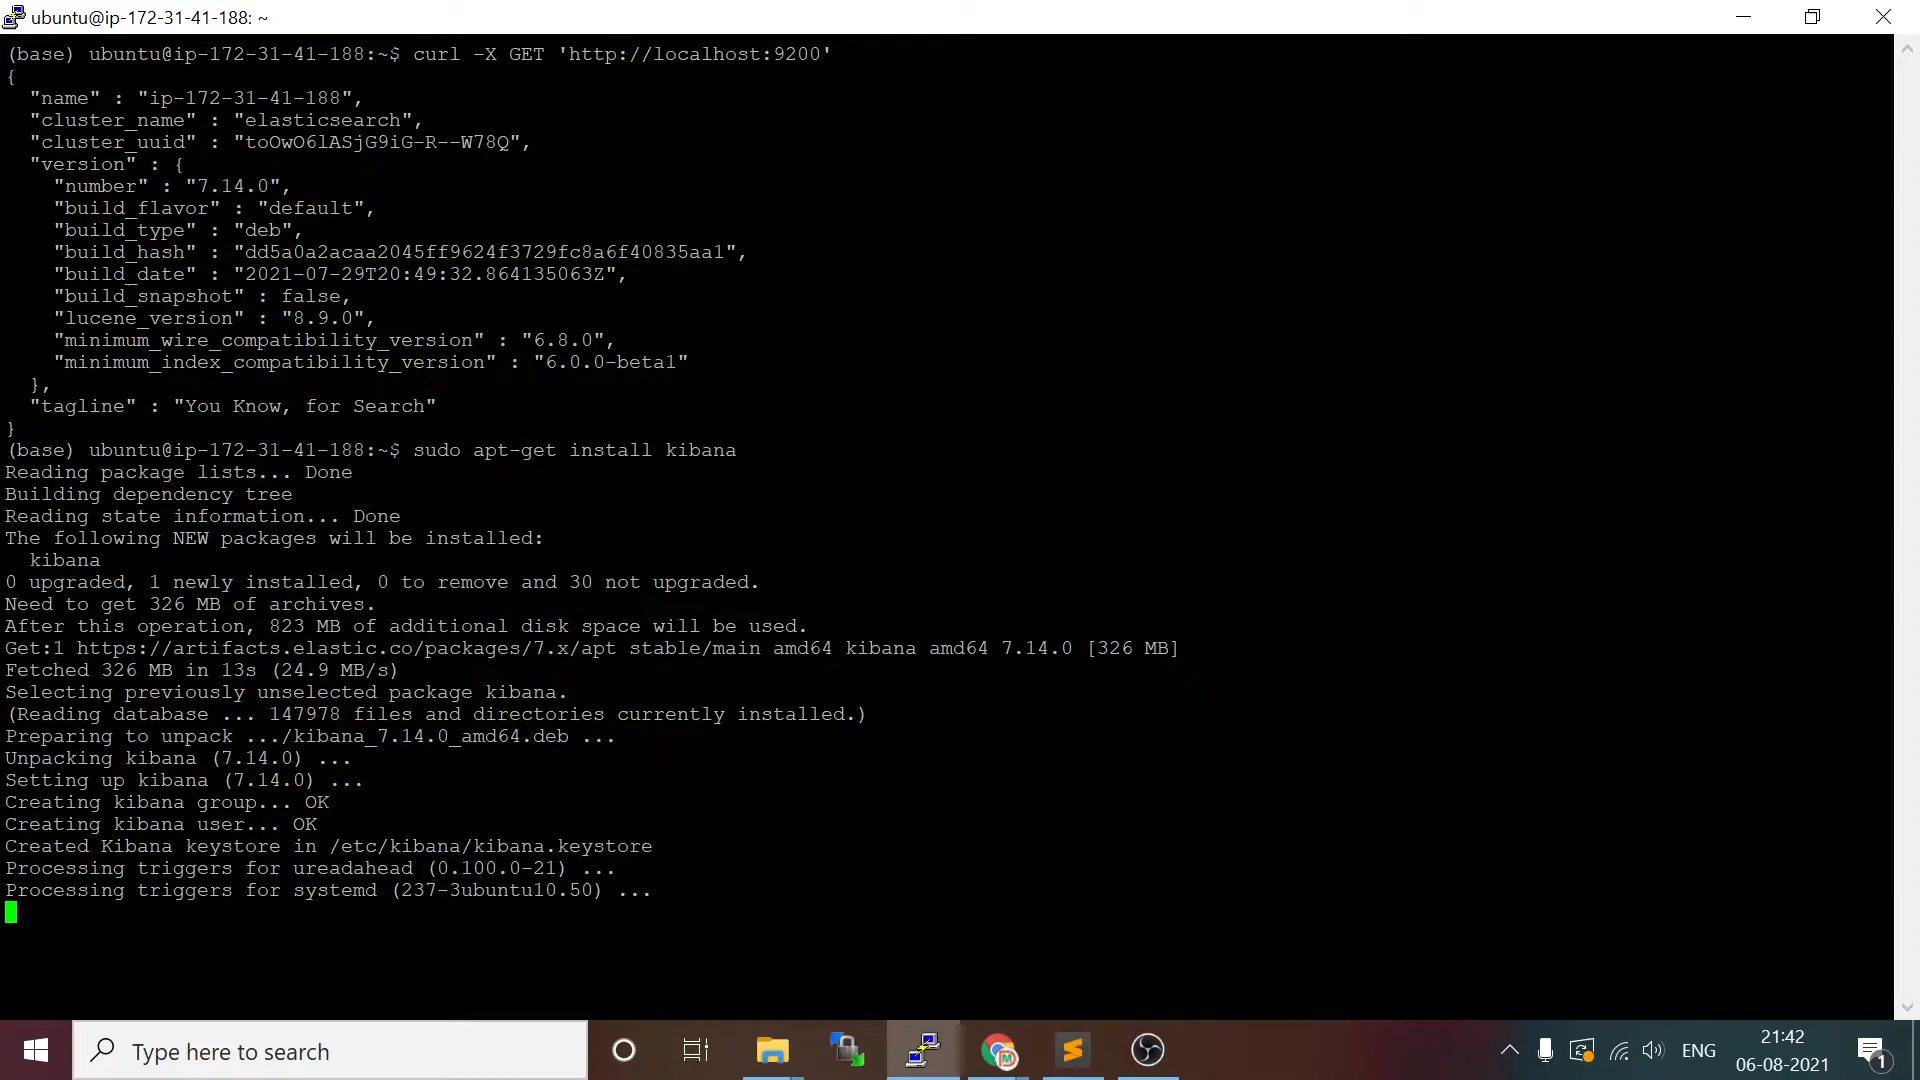 ubuntu@ip-172-31-41-188: ~
(base) ubuntu@ip-172-31-41-188:~$ curl -X GET 'http://localhost:9200'
{
  "name" : "ip-172-31-41-188",
  "cluster_name" : "elasticsearch",
  "cluster_uuid" : "toOwO6lASjG9iG-R--W78Q",
  "version" : {
    "number" : "7.14.0",
    "build_flavor" : "default",
    "build_type" : "deb",
    "build_hash" : "dd5a0a2acaa2045ff9624f3729fc8a6f40835aa1",
    "build_date" : "2021-07-29T20:49:32.864135063Z",
    "build_snapshot" : false,
    "lucene_version" : "8.9.0",
    "minimum_wire_compatibility_version" : "6.8.0",
    "minimum_index_compatibility_version" : "6.0.0-beta1"
  },
  "tagline" : "You Know, for Search"
}
(base) ubuntu@ip-172-31-41-188:~$ sudo apt-get install kibana
Reading package lists... Done
Building dependency tree
Reading state information... Done
The following NEW packages will be installed:
  kibana
0 upgraded, 1 newly installed, 0 to remove and 30 not upgraded.
Need to get 326 MB of archives.
After this operation, 823 MB of additional disk space will be used.
Get:1 https://artifacts.elastic.co/packages/7.x/apt stable/main amd64 kibana amd64 7.14.0 [326 MB]
Fetched 326 MB in 13s (24.9 MB/s)
Selecting previously unselected package kibana.
(Reading database ... 147978 files and directories currently installed.)
Preparing to unpack .../kibana_7.14.0_amd64.deb ...
Unpacking kibana (7.14.0) ...
Setting up kibana (7.14.0) ...
Creating kibana group... OK
Creating kibana user... OK
Created Kibana keystore in /etc/kibana/kibana.keystore
Processing triggers for ureadahead (0.100.0-21) ...
Processing triggers for systemd (237-3ubuntu10.50) ...
Type here to search
M
ENG
21:42
06-08-2021
1